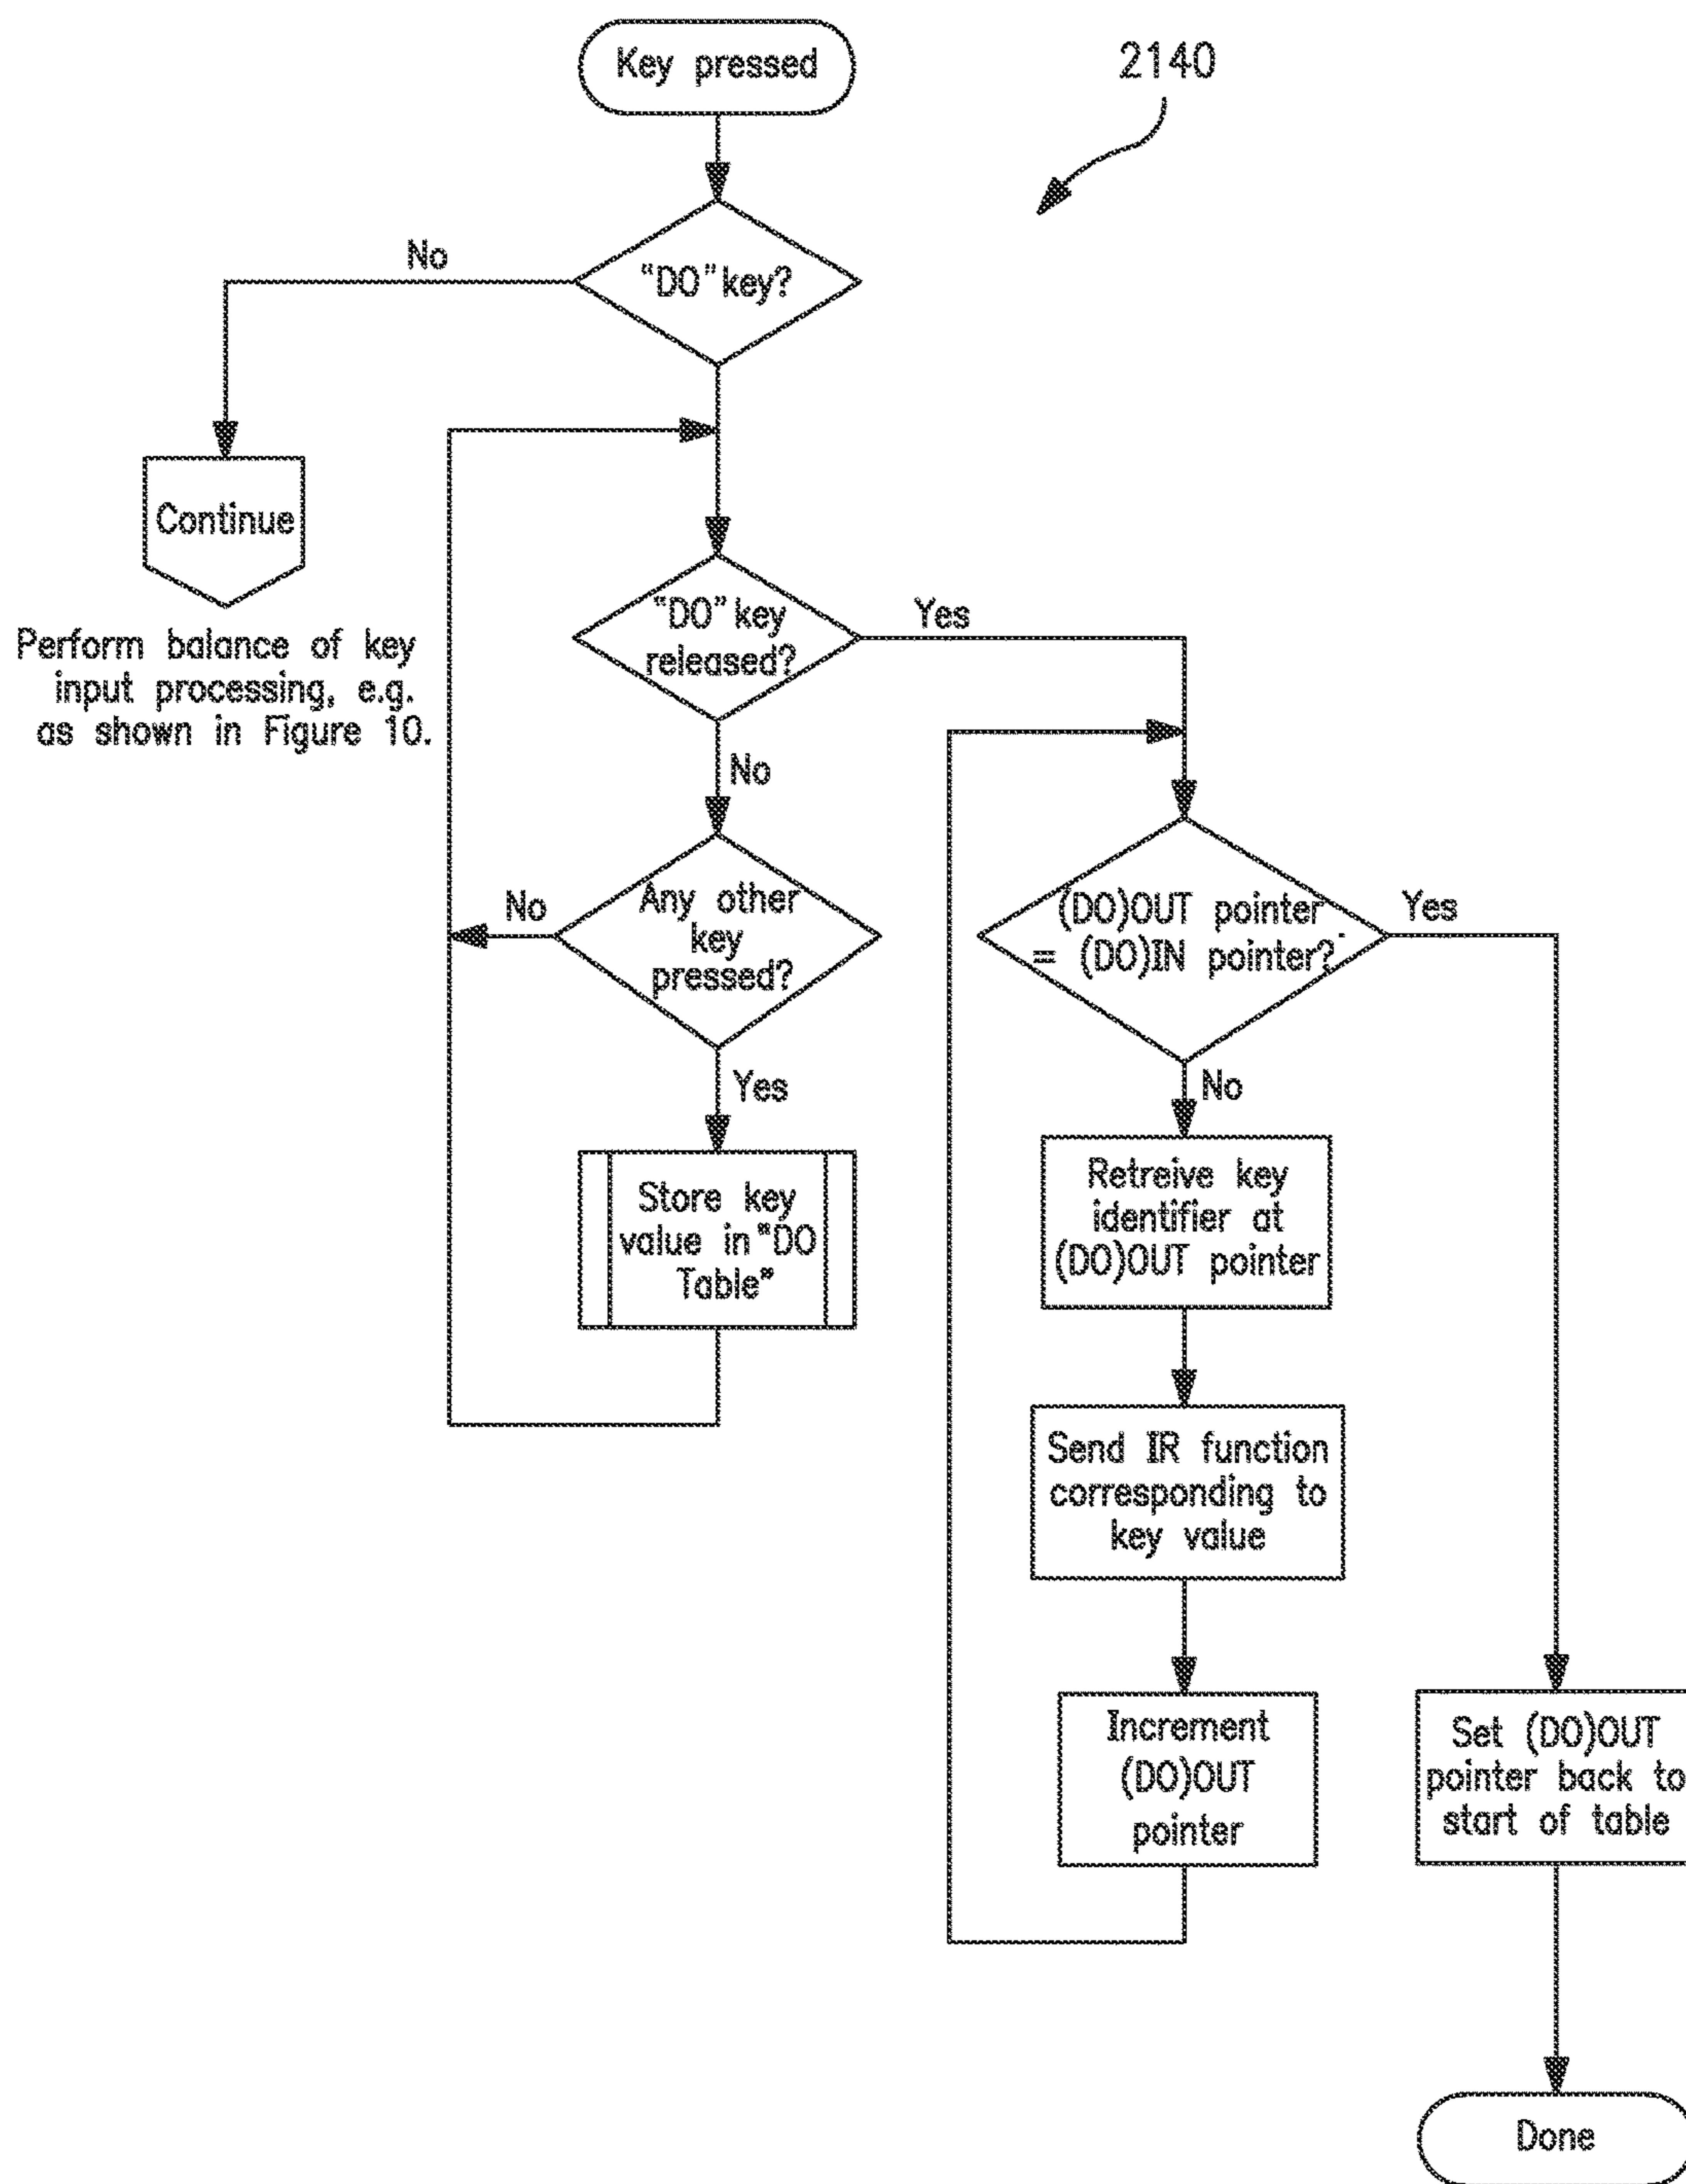 Key pressed
2140
"DO" key?
No
Continue
Perform balance of key
input processing, e.g.
as shown in Figure 10.
"DO" key
released?
Yes
No
Any other
key
pressed?
No
Yes
Store key
value in "DO
Table"
(DO)OUT pointer
= (DO)IN pointer?
Yes
No
Retreive key
identifier at
(DO)OUT pointer
Send IR function
corresponding to
key value
Increment
(DO)OUT
pointer
Set (DO)OUT
pointer back to
start of table
Done